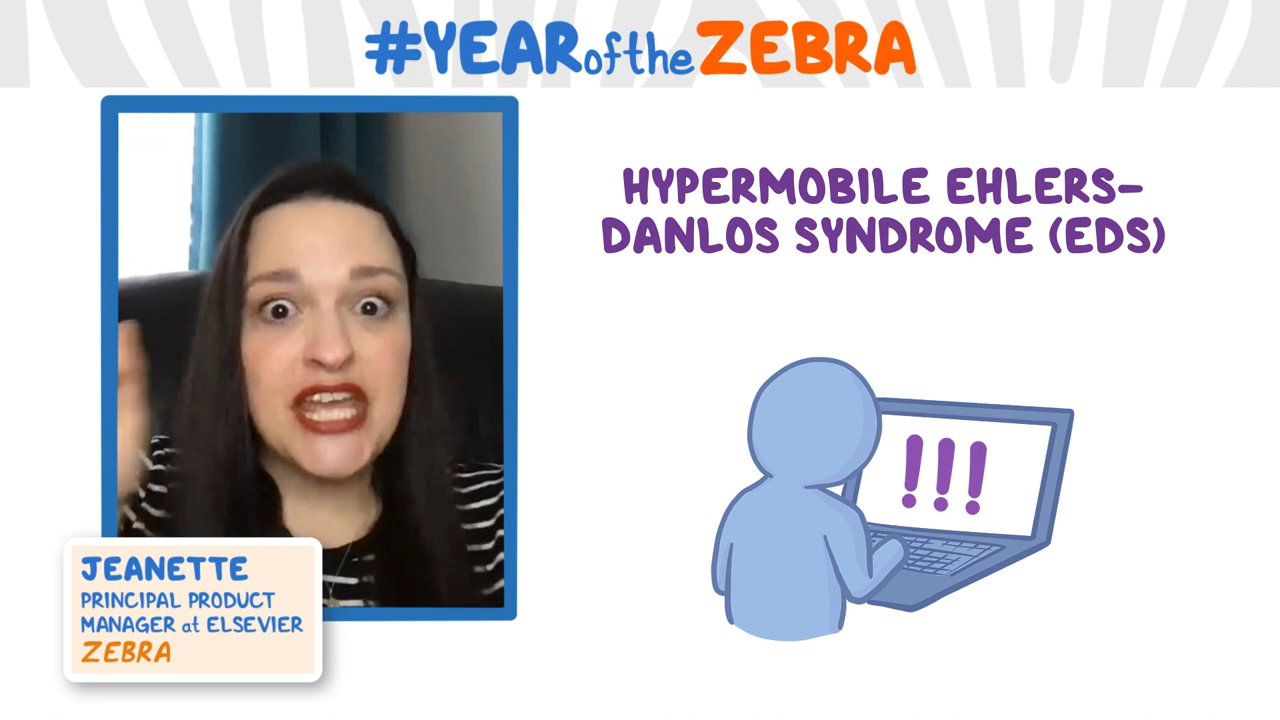 #YEARoftheZEBRA
HYPERMOBILE EHLERS-
DANLOS SYNDROME (EDS)
!!!
JEANETTE
PRINCIPAL PRODUCT
MANAGER at ELSEVIER
ZEBRA